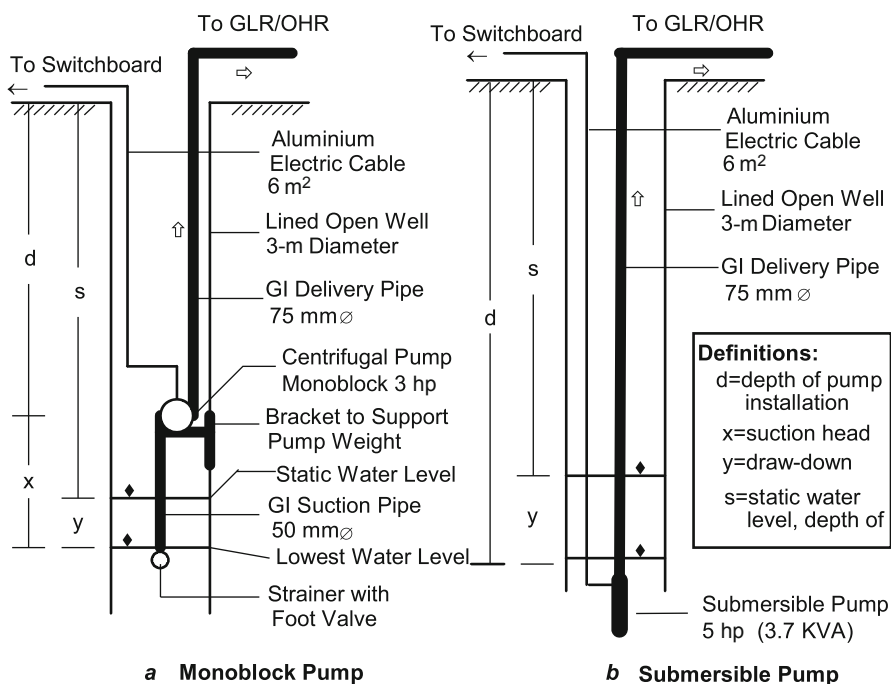 To GLR/OHR
To Switchboard
←
⇨
Aluminium
Electric Cable
6 m²
Lined Open Well
3-m Diameter
⇧
d
s
GI Delivery Pipe
75 mm ∅
Centrifugal Pump
Monoblock 3 hp
Bracket to Support
Pump Weight
x
Static Water Level
GI Suction Pipe
50 mm∅
y
Lowest Water Level
Strainer with
Foot Valve
a Monoblock Pump
To GLR/OHR
To Switchboard
←
⇨
Aluminium
Electric Cable
6 m²
Lined Open Well
3-m Diameter
⇧
s
d
GI Delivery Pipe
75 mm ∅
Definitions:
d=depth of pump
installation
x=suction head
y=draw-down
s=static water
level, depth of
y
Submersible Pump
5 hp (3.7 KVA)
b Submersible Pump